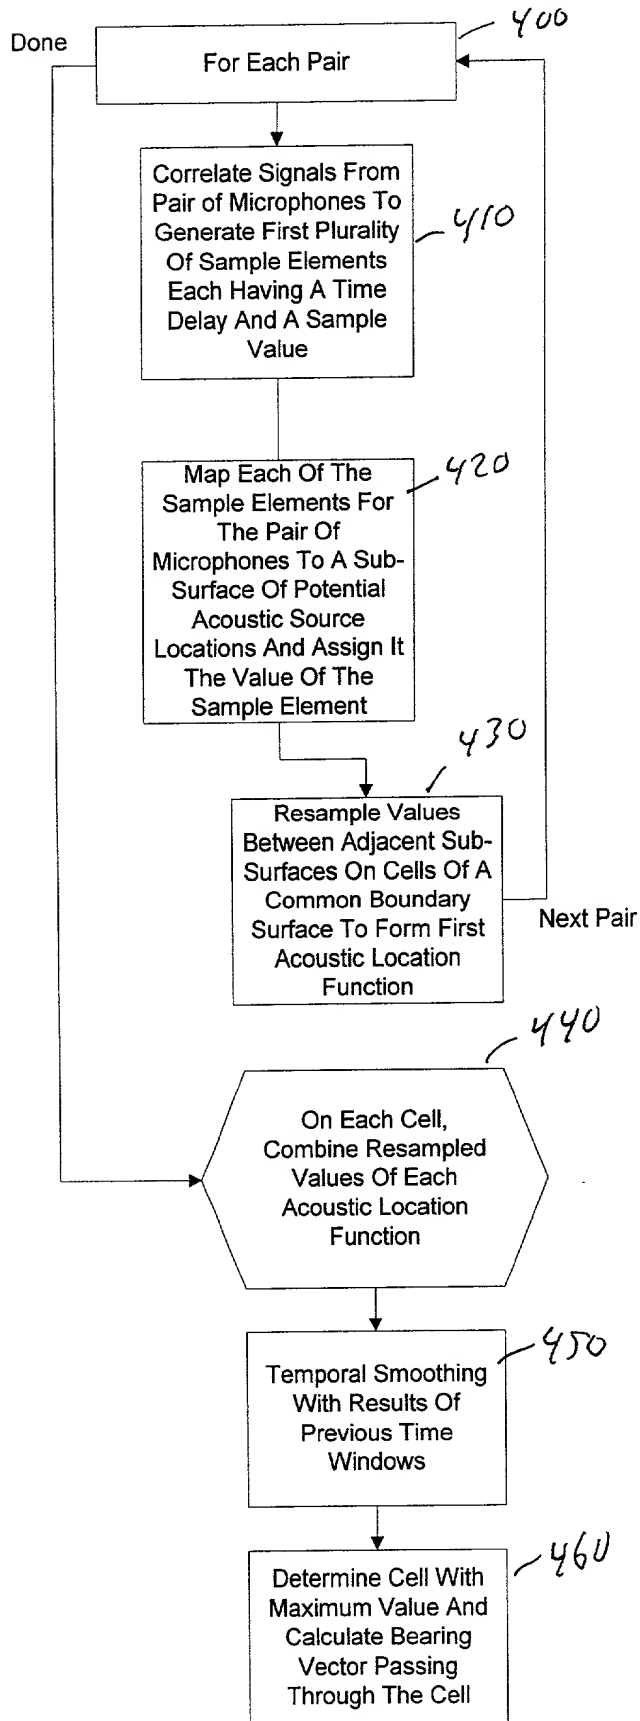 Done
400
For Each Pair
Correlate Signals From
Pair of Microphones To
Generate First Plurality
Of Sample Elements
Each Having A Time
Delay And A Sample
Value
410
Map Each Of The
Sample Elements For
The Pair Of
Microphones To A Sub-
Surface Of Potential
Acoustic Source
Locations And Assign It
The Value Of The
Sample Element
420
430
Resample Values
Between Adjacent Sub-
Surfaces On Cells Of A
Common Boundary
Surface To Form First
Acoustic Location
Function
Next Pair
440
On Each Cell,
Combine Resampled
Values Of Each
Acoustic Location
Function
450
Temporal Smoothing
With Results Of
Previous Time
Windows
460
Determine Cell With
Maximum Value And
Calculate Bearing
Vector Passing
Through The Cell